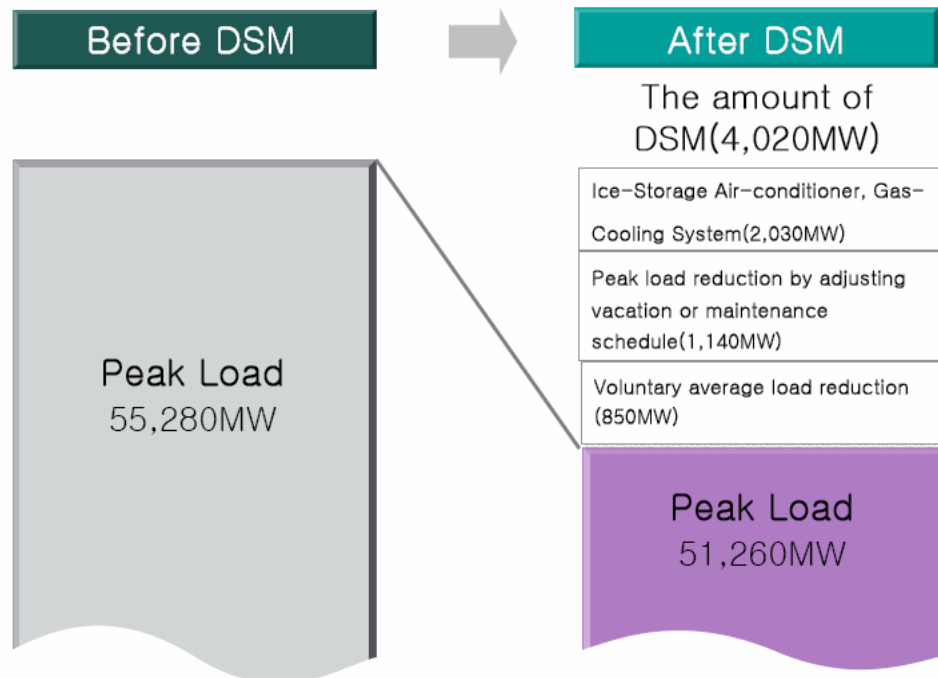 Before DSM
After DSM
The amount of
DSM(4,020MW)
Ice-Storage Air-conditioner, Gas-
Cooling System(2,030MW)
Peak load reduction by adjusting
vacation or maintenance
schedule(1,140MW)
Voluntary average load reduction
(850MW)
Peak Load
55,280MW
Peak Load
51,260MW